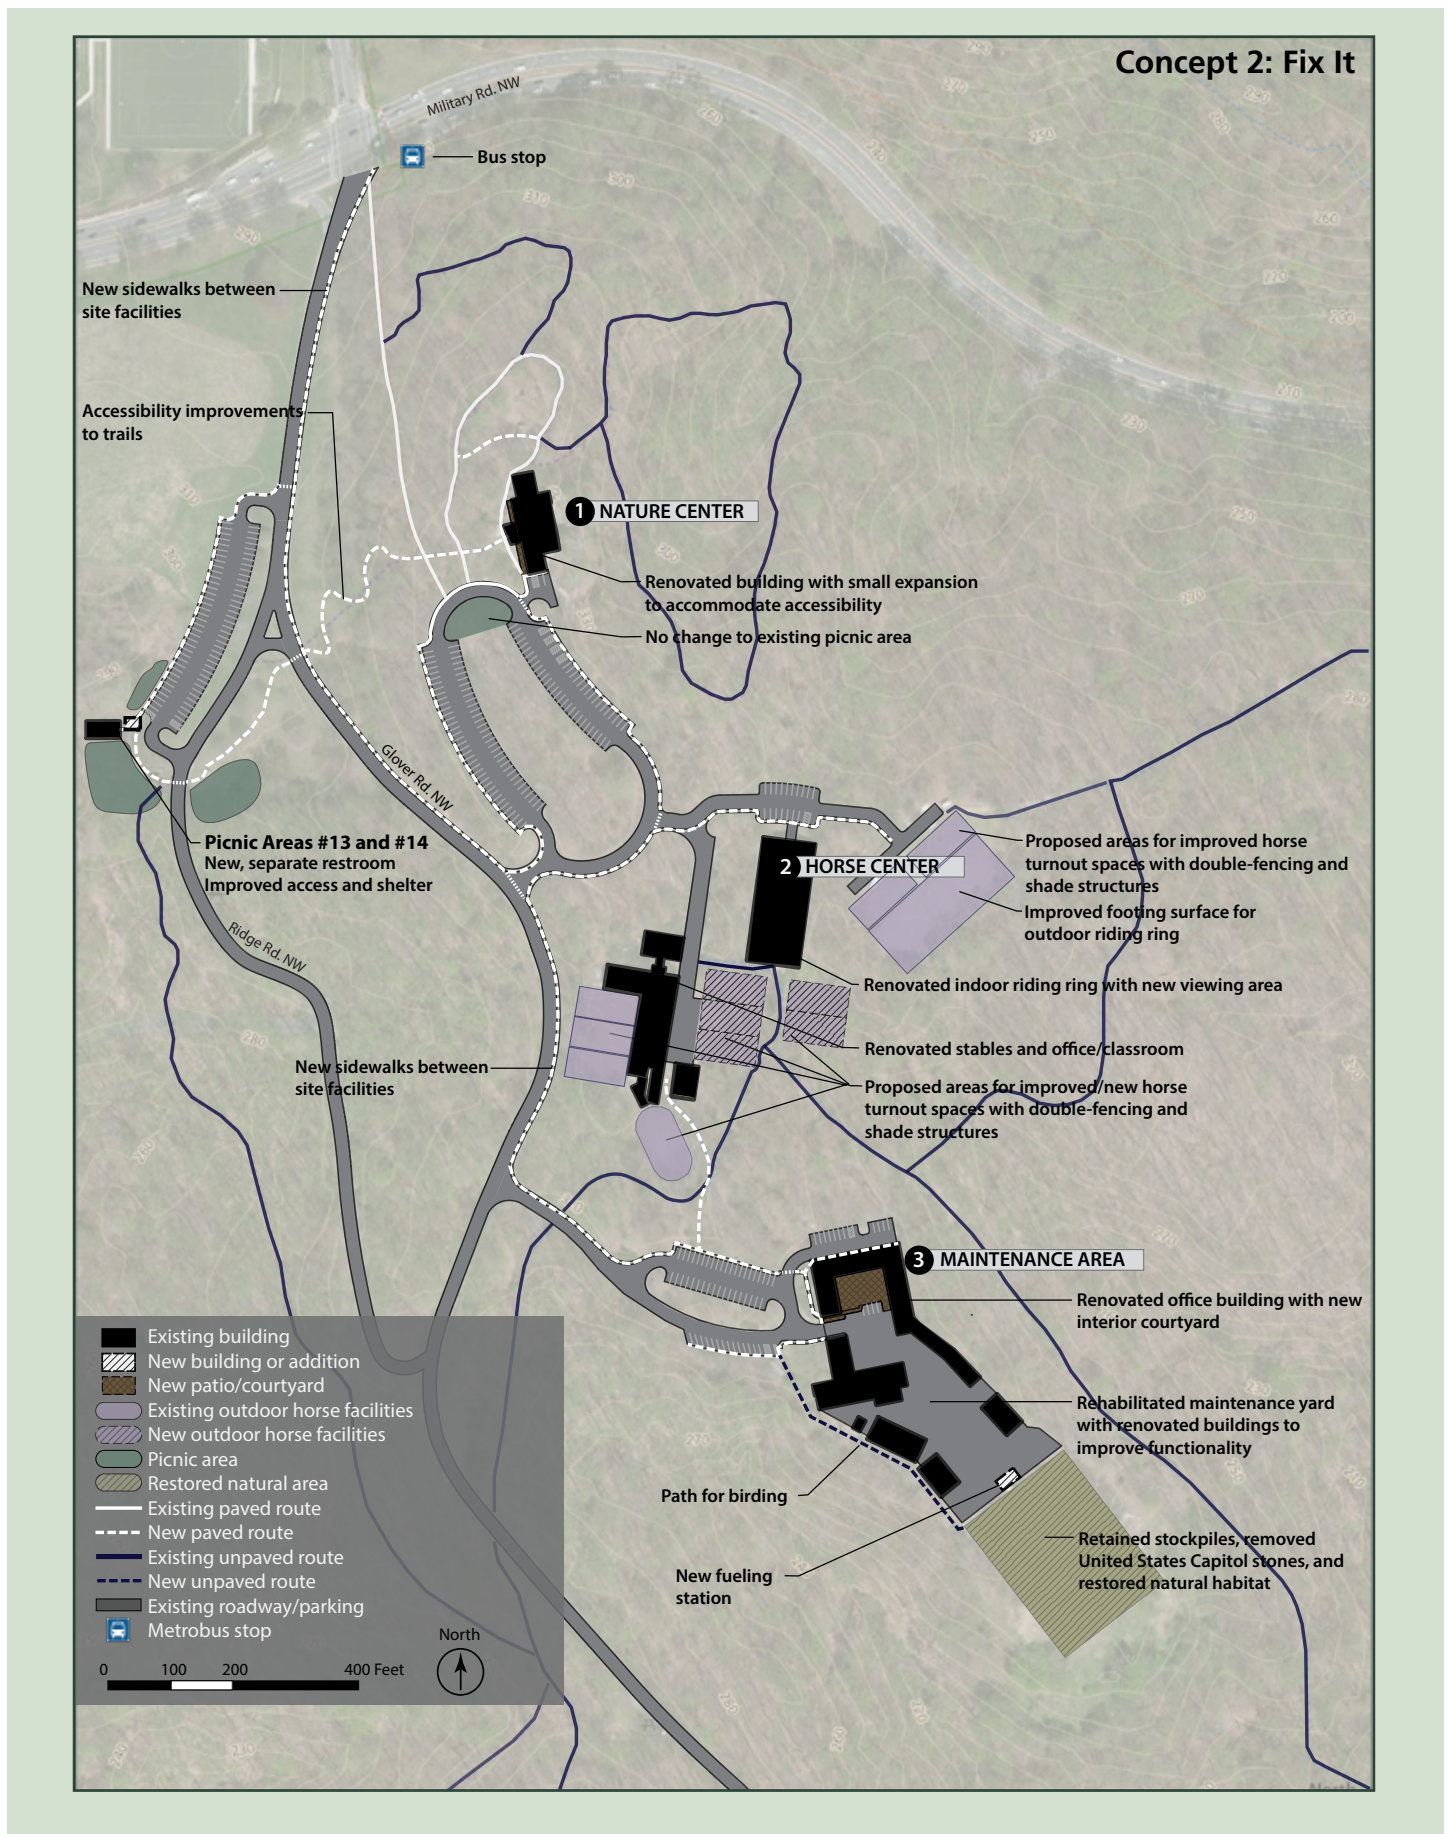 Concept 2: Fix It
Military Rd. NW
Bus stop
New sidewalks between
site facilities
Accessibility improvements
to trails
1 NATURE CENTER
Renovated building with small expansion
to accommodate accessibility
No change to existing picnic area
Glover Rd. NW
Picnic Areas #13 and #14
New, separate restroom
Improved access and shelter
2 HORSE CENTER
Proposed areas for improved horse
turnout spaces with double-fencing and
shade structures
Improved footing surface for
outdoor riding ring
Ridge Rd. NW
Renovated indoor riding ring with new viewing area
Renovated stables and office/classroom
New sidewalks between
site facilities
Proposed areas for improved/new horse
turnout spaces with double-fencing and
shade structures
3 MAINTENANCE AREA
Renovated office building with new
interior courtyard
Rehabilitated maintenance yard
with renovated buildings to
improve functionality
Path for birding
New fueling
station
Retained stockpiles, removed
United States Capitol stones, and
restored natural habitat
Existing building
New building or addition
New patio/courtyard
Existing outdoor horse facilities
New outdoor horse facilities
Picnic area
Restored natural area
Existing paved route
New paved route
Existing unpaved route
New unpaved route
Existing roadway/parking
Metrobus stop
North
0 100 200 400 Feet